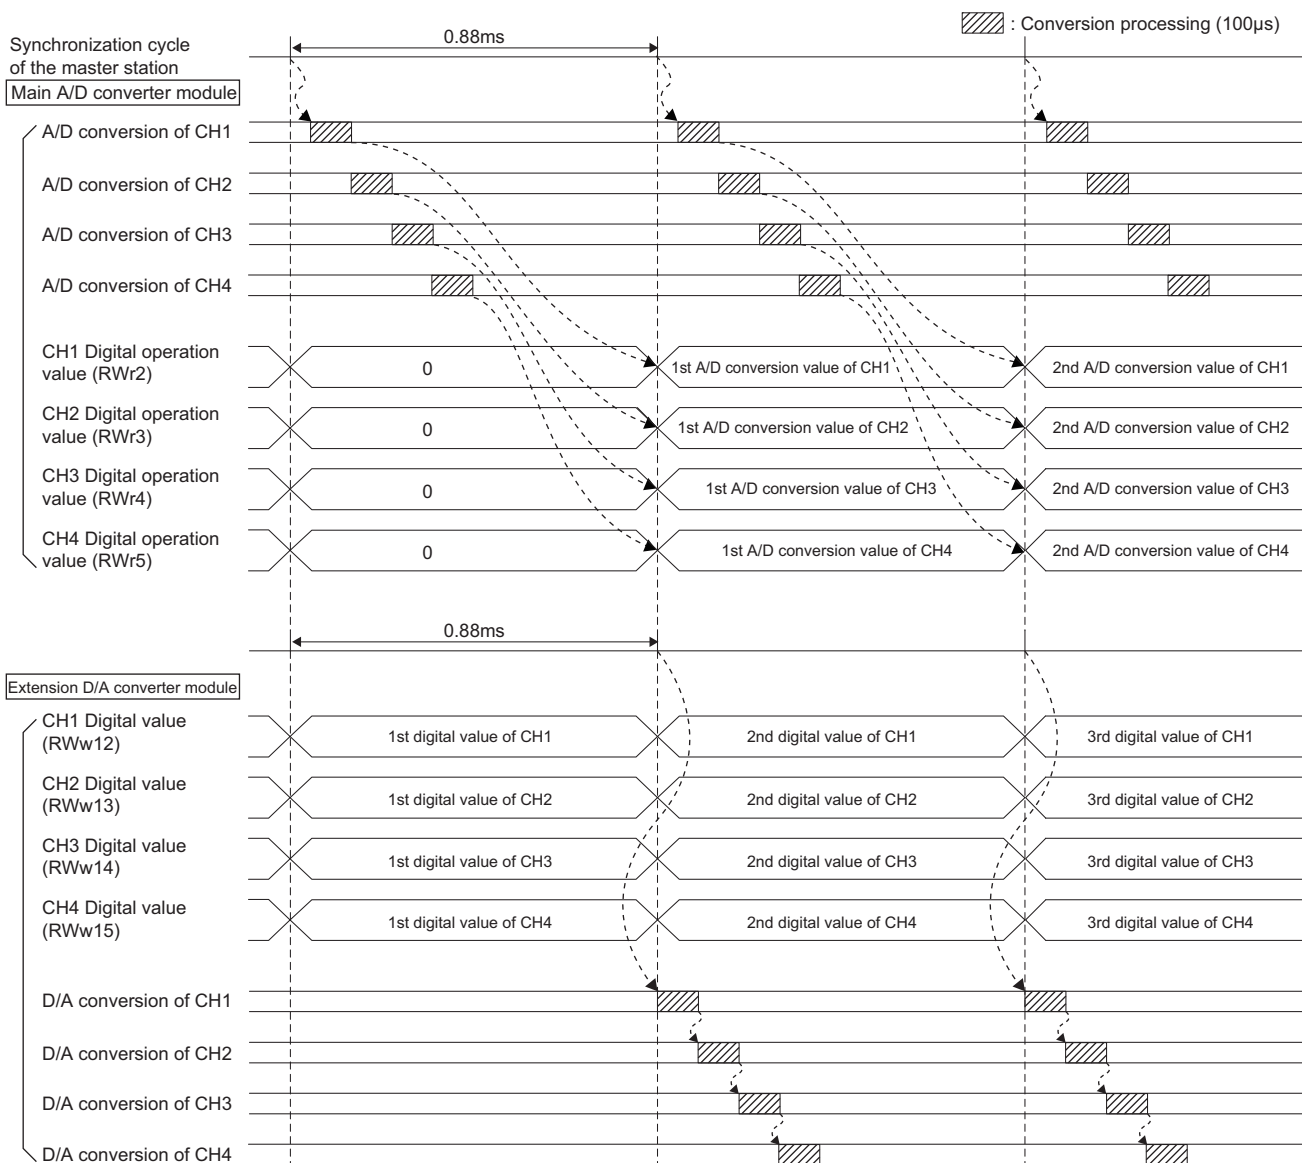 : Conversion processing (100µs)
0.88ms
Synchronization cycle
of the master station
Main A/D converter module
A/D conversion of CH1
A/D conversion of CH2
A/D conversion of CH3
A/D conversion of CH4
CH1 Digital operation
value (RWr2)
0
1st A/D conversion value of CH1
2nd A/D conversion value of CH1
CH2 Digital operation
value (RWr3)
0
1st A/D conversion value of CH2
2nd A/D conversion value of CH2
CH3 Digital operation
value (RWr4)
0
1st A/D conversion value of CH3
2nd A/D conversion value of CH3
CH4 Digital operation
value (RWr5)
0
1st A/D conversion value of CH4
2nd A/D conversion value of CH4
0.88ms
Extension D/A converter module
CH1 Digital value
(RWw12)
1st digital value of CH1
2nd digital value of CH1
3rd digital value of CH1
CH2 Digital value
(RWw13)
1st digital value of CH2
2nd digital value of CH2
3rd digital value of CH2
CH3 Digital value
(RWw14)
1st digital value of CH3
2nd digital value of CH3
3rd digital value of CH3
CH4 Digital value
(RWw15)
1st digital value of CH4
2nd digital value of CH4
3rd digital value of CH4
D/A conversion of CH1
D/A conversion of CH2
D/A conversion of CH3
D/A conversion of CH4